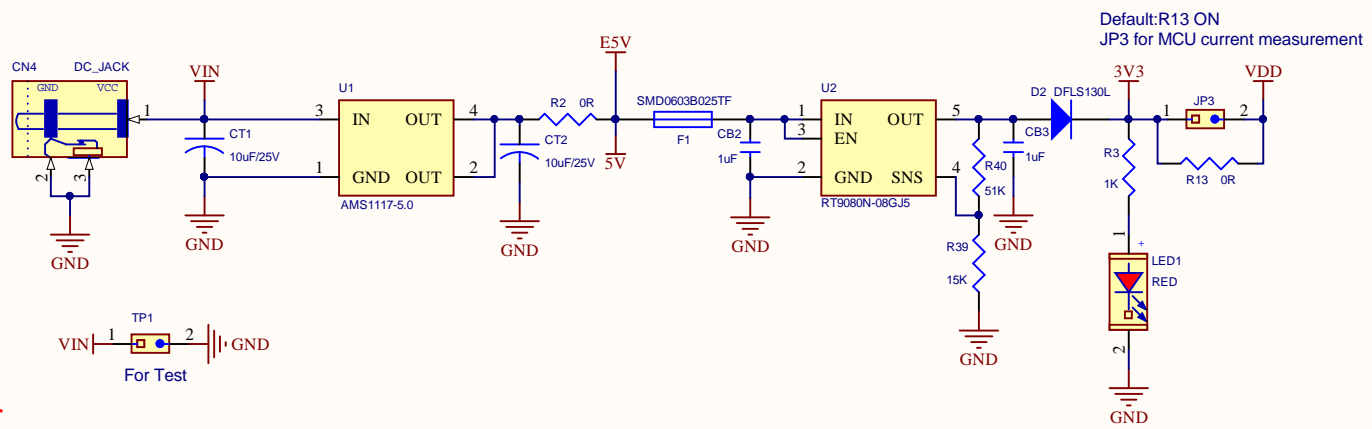 Default:R13 ON
JP3 for MCU current measurement
CN4 DC_JACK
GND VCC
1
2
3
GND
VIN
CT1
10uF/25V
GND
U1
3 IN OUT 4
1 GND OUT 2
AMS1117-5.0
R2 0R
CT2
10uF/25V
GND
E5V
5V
SMD0603B025TF
F1
CB2
1uF
GND
U2
1 IN OUT 5
3 EN
2 GND SNS 4
RT9080N-08GJ5
R40
51K
R39
15K
GND
CB3
1uF
GND
D2 DFLS130L
3V3
R3
1K
1
+
LED1
RED
2
GND
JP3
1 2
R13 0R
VDD
TP1
VIN 1 2 GND
For Test